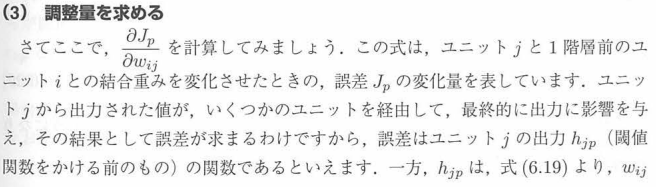 (3) 調整量を求める
さてここで，∂J_p/∂w_{ij} を計算してみましょう．この式は，ユニット j と 1 階層前のユ
ニット i との結合重みを変化させたときの，誤差 J_p の変化量を表しています．ユニッ
ト j から出力された値が，いくつかのユニットを経由して，最終的に出力に影響を与
え，その結果として誤差が求まるわけですから，誤差はユニット j の出力 h_{jp}（閾値
関数をかける前のもの）の関数であるといえます．一方，h_{jp} は，式 (6.19) より，w_{ij}